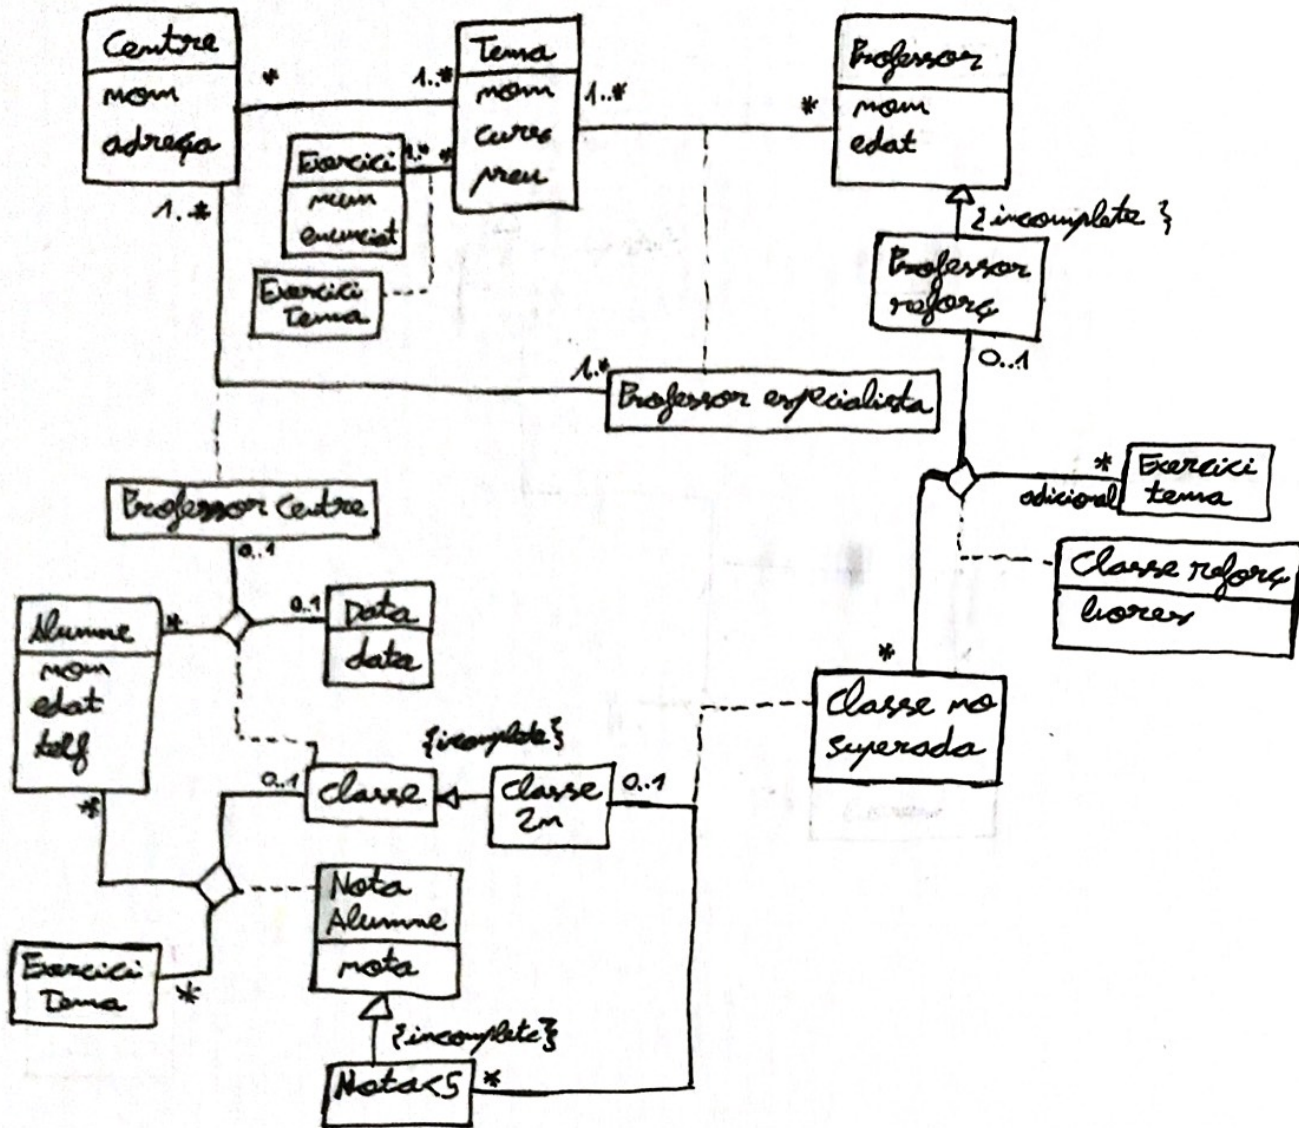 Centre
nom
adreça
*
1..*
Tema
nom
curs
preu
1..*
*
Professor
nom
edat
Exercici
num
enunciat
1..*
*
Exercici
Tema
{incomplete}
Professor
reforç
0..1
1..*
1..*
Professor especialista
Professor Centre
0..1
*
adicional
Exercici
tema
Classe reforç
hores
Alumne
nom
edat
telf
*
0..1
Data
data
*
Classe no
superada
{incomplete}
0..1
Classe
Classe
2n
0..1
*
Nota
Alumne
nota
Exercici
Tema
*
{incomplete}
Nota<5
*